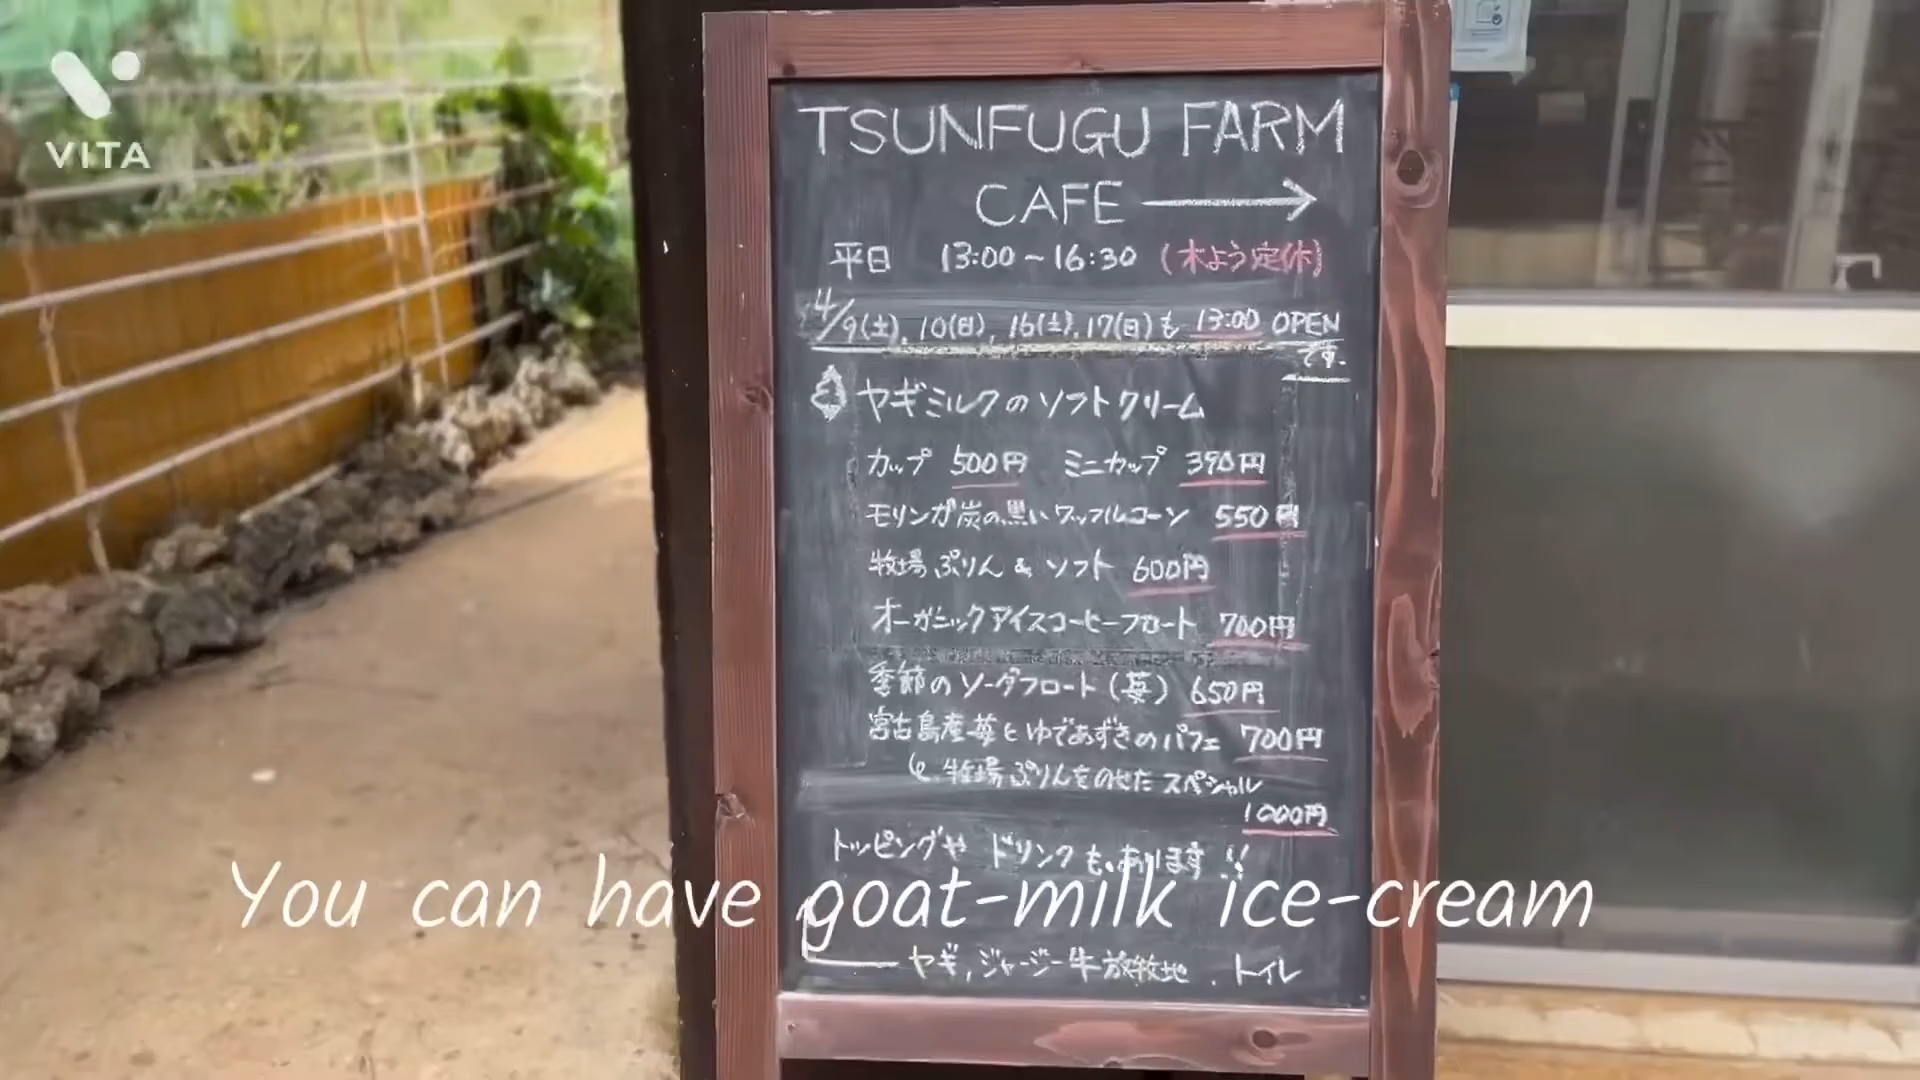 VITA
TSUNFUGU FARM
CAFE →
平日 13:00~16:30 (木よう定休)
4/9(土), 10(日), 16(土), 17(日)も 13:00 OPEN
です.
ヤギミルクのソフトクリーム
カップ 500円 ミニカップ 390円
モリンガ炭の黒いワッフルコーン 550円
牧場ぷりん & ソフト 600円
オーガニックアイスコーヒーフロート 700円
季節のソーダフロート (苺) 650円
宮古島産苺とゆであずきのパフェ 700円
牧場ぷりんをのせたスペシャル
1000円
トッピングや ドリンクも、あります!!
You can have goat-milk ice-cream
ヤギ, ジャージー牛放牧地 . トイレ